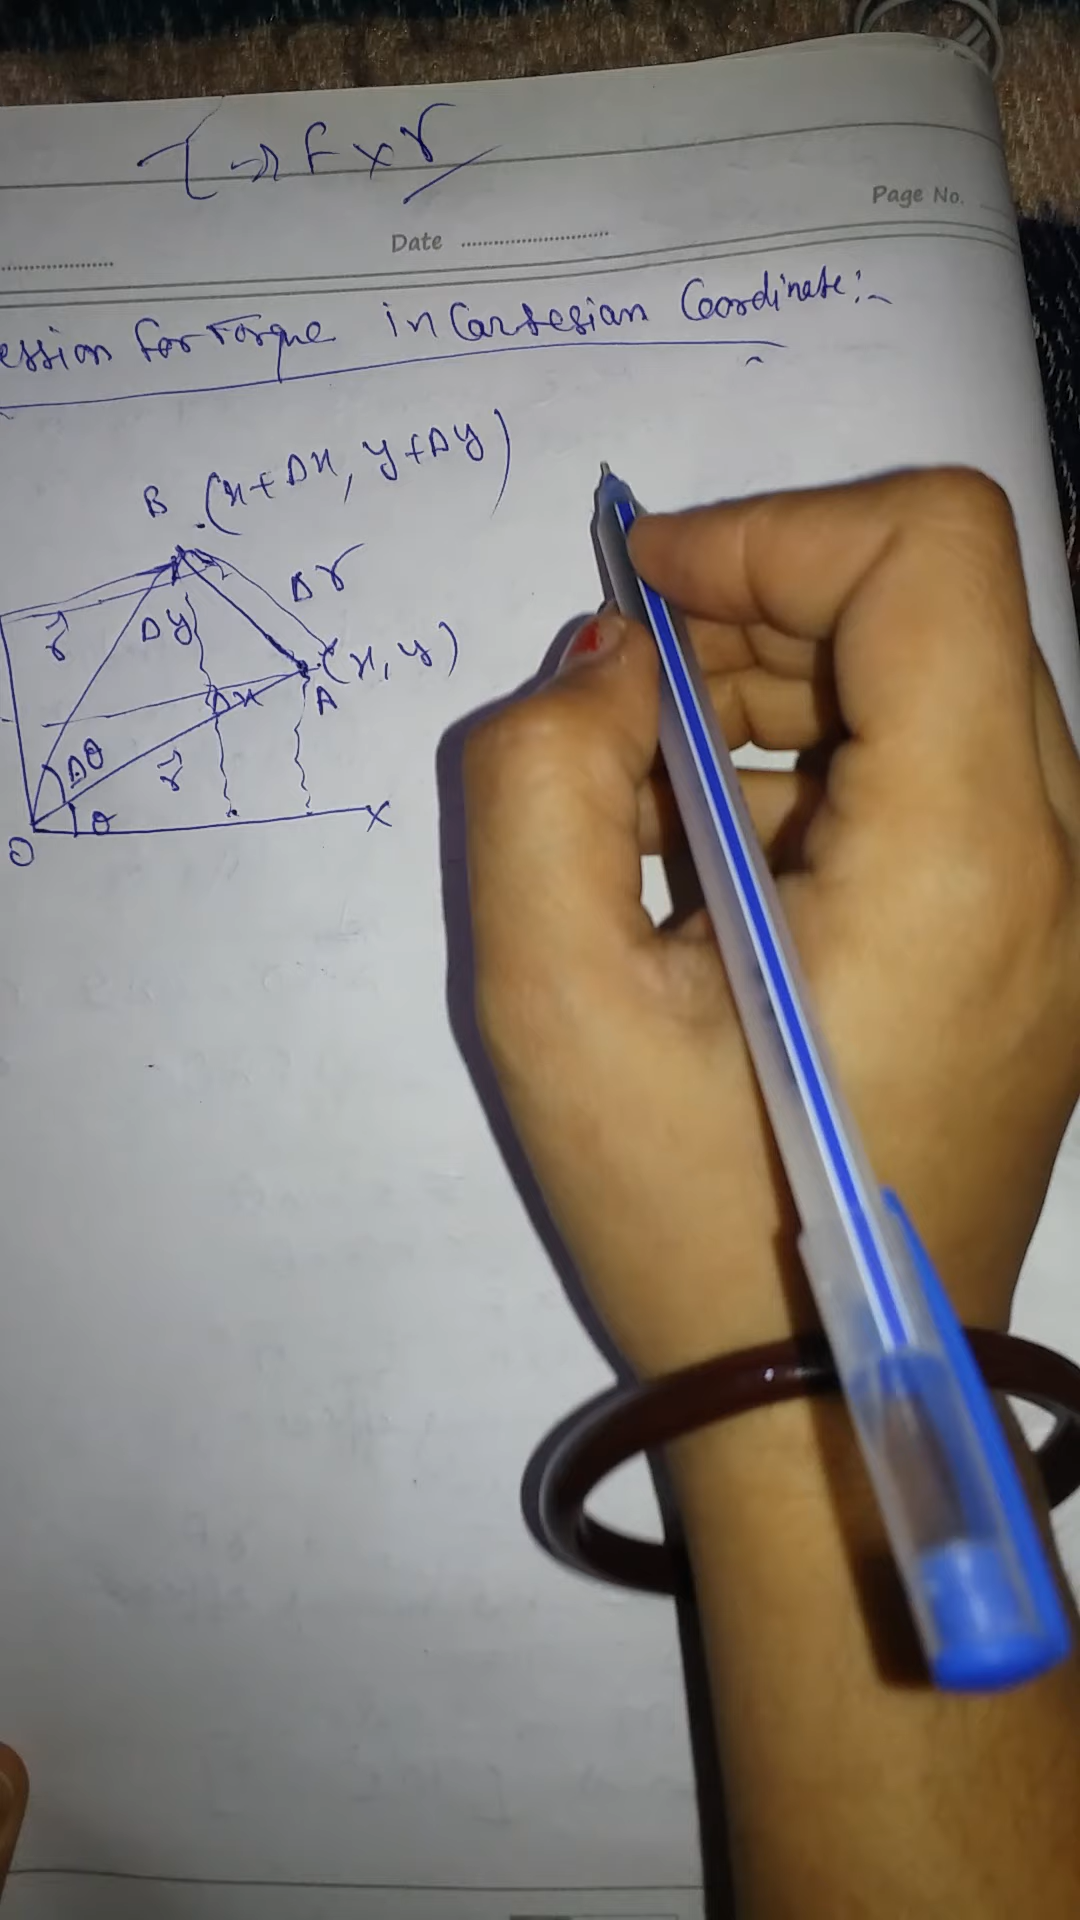 τ → F × r
Page No.
Date
ession for Torque in Cartesian Coordinate :-
B (x+Δx, y+Δy)
Δr
r⃗
Δy
(x, y)
Δx
A
Δθ
r⃗
θ
X
O